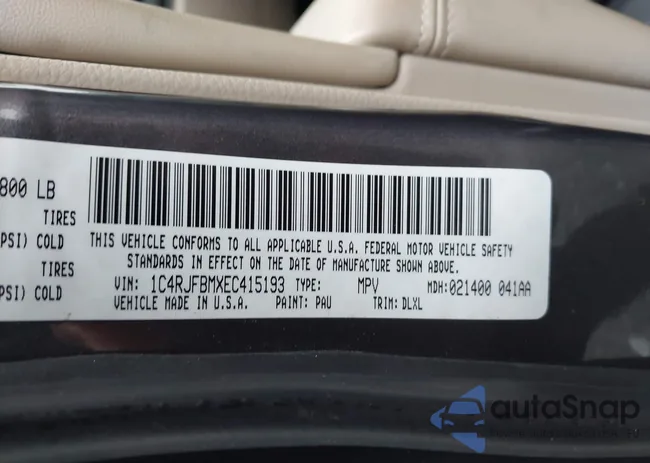 800 LB
TIRES
PSI) COLD
TIRES
PSI) COLD
THIS VEHICLE CONFORMS TO ALL APPLICABLE U.S.A. FEDERAL MOTOR VEHICLE SAFETY
STANDARDS IN EFFECT ON THE DATE OF MANUFACTURE SHOWN ABOVE.
VIN: 1C4RJFBMXEC415193 TYPE: MPV MDH:021400 041AA
VEHICLE MADE IN U.S.A. PAINT: PAU TRIM: DLXL
autoSnap